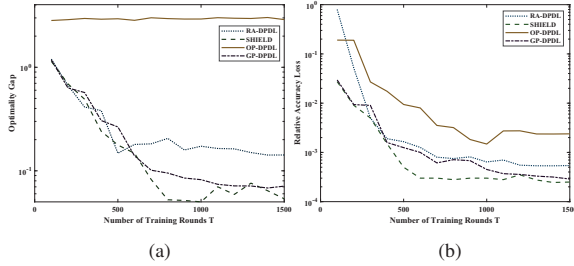 RA-DPDL
SHIELD
OP-DPDL
GP-DPDL
Optimality Gap
10^0
10^-1
0 500 1000 1500
Number of Training Rounds T
(a)
RA-DPDL
SHIELD
OP-DPDL
GP-DPDL
Relative Accuracy Loss
10^0
10^-1
10^-2
10^-3
10^-4
0 500 1000 1500
Number of Training Rounds T
(b)